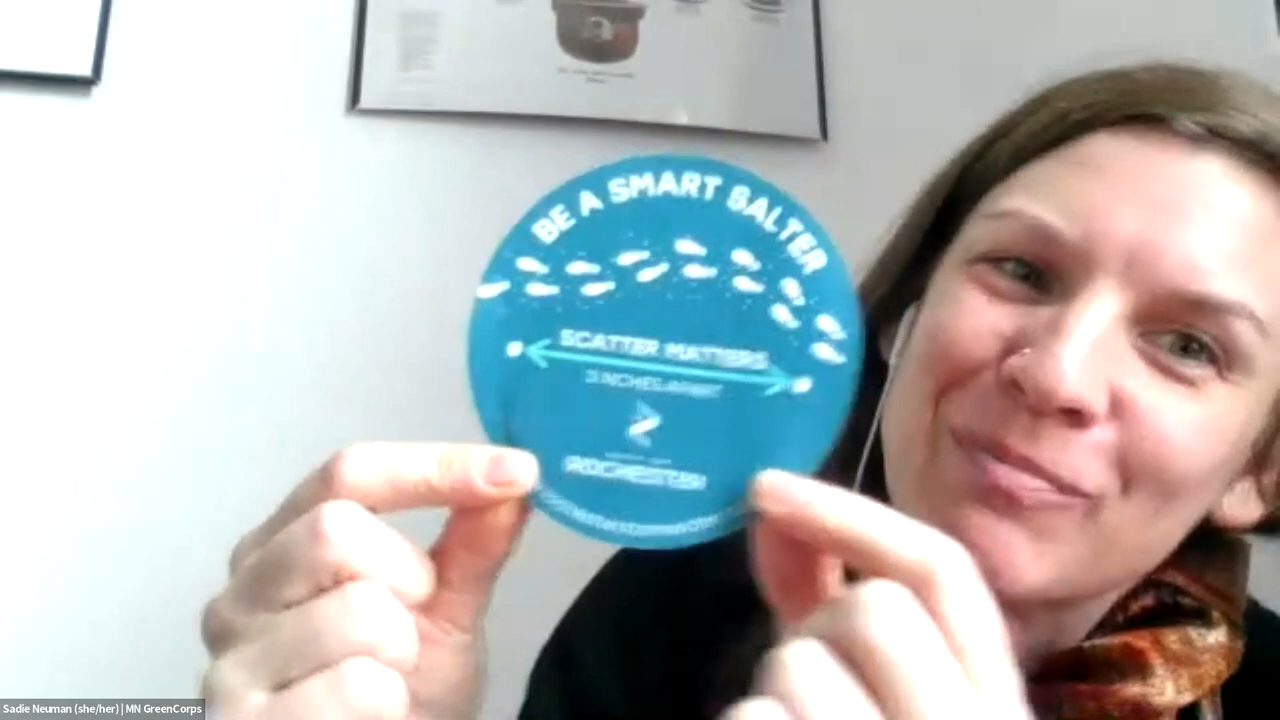 BE A SMART SALTER
SCATTER MATTERS
3 INCHES APART
ROCHESTER
Sadie Neuman (she/her) | MN GreenCorps